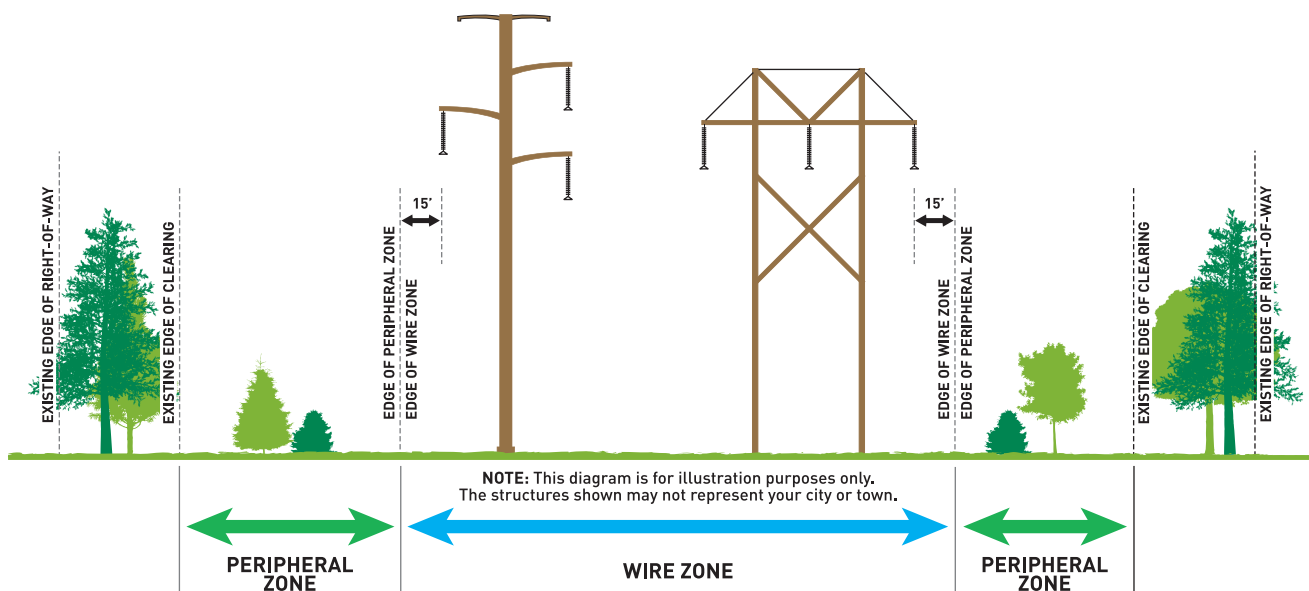 EXISTING EDGE OF RIGHT-OF-WAY
EXISTING EDGE OF CLEARING
EDGE OF PERIPHERAL ZONE
EDGE OF WIRE ZONE
15'
15'
EDGE OF WIRE ZONE
EDGE OF PERIPHERAL ZONE
EXISTING EDGE OF CLEARING
EXISTING EDGE OF RIGHT-OF-WAY
NOTE: This diagram is for illustration purposes only.
The structures shown may not represent your city or town.
PERIPHERAL
ZONE
WIRE ZONE
PERIPHERAL
ZONE